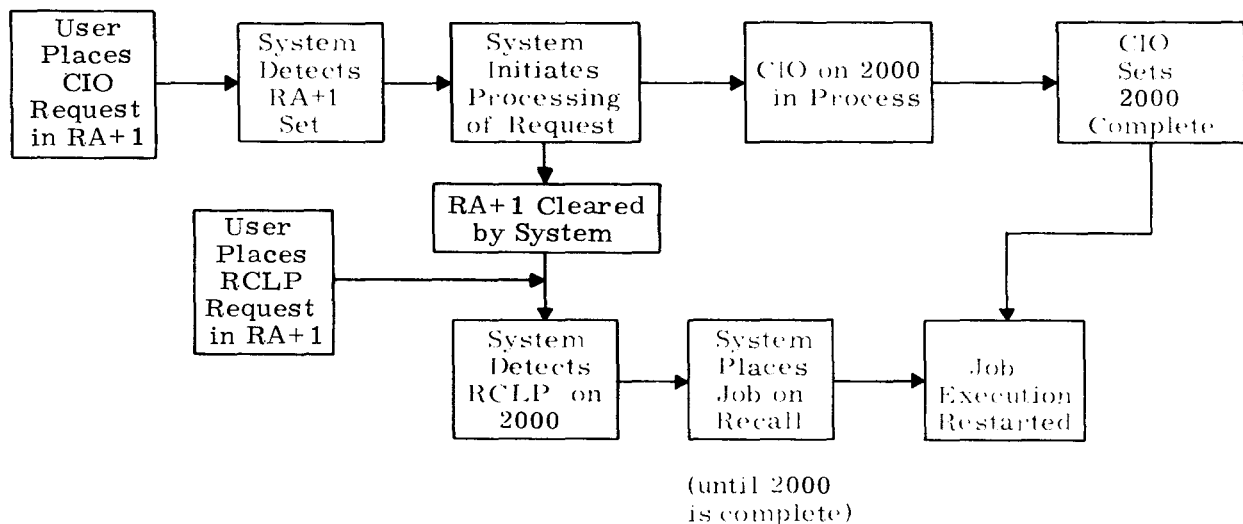 User
Places
CIO
Request
in RA+1
System
Detects
RA+1
Set
System
Initiates
Processing
of Request
CIO on 2000
in Process
CIO
Sets
2000
Complete
RA+1 Cleared
by System
User
Places
RCLP
Request
in RA+1
System
Detects
RCLP on
2000
System
Places
Job on
Recall
Job
Execution
Restarted
(until 2000
is complete)